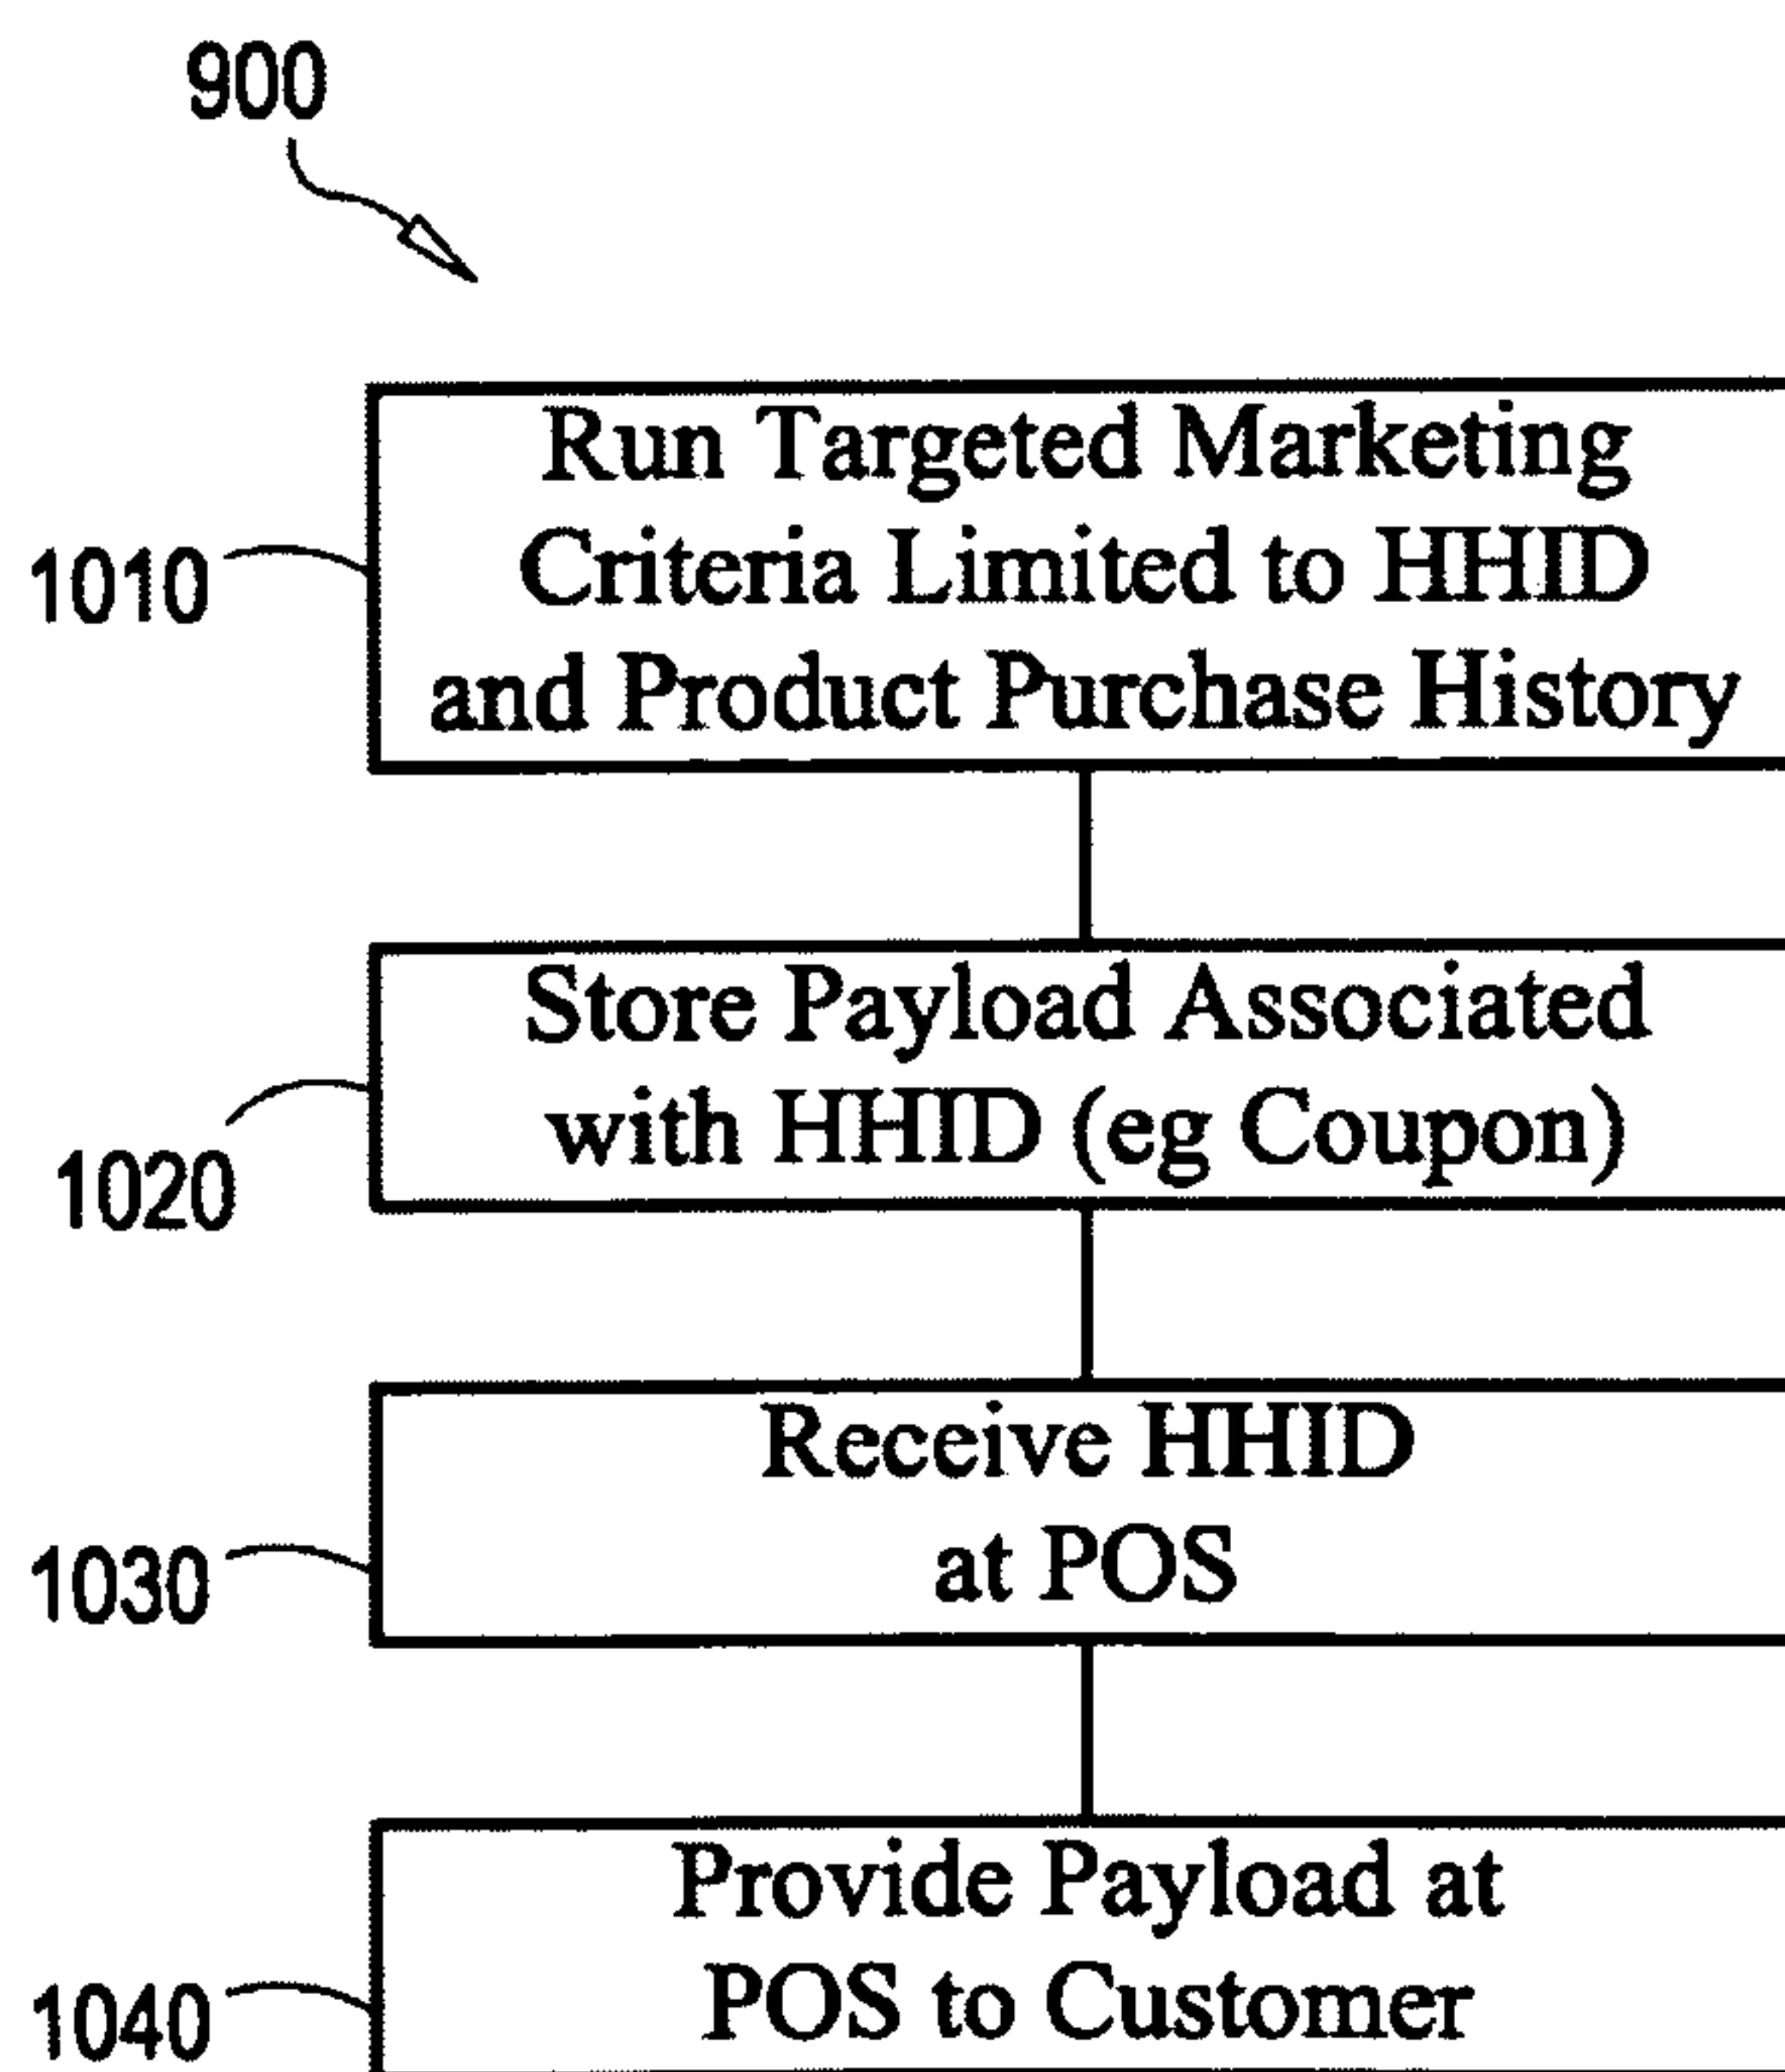 900
Run Targeted Marketing
1010
Criteria Limited to HHID
and Product Purchase History
Store Payload Associated
with HHID (eg Coupon)
1020
Receive HHID
at POS
1030
Provide Payload at
POS to Customer
1040